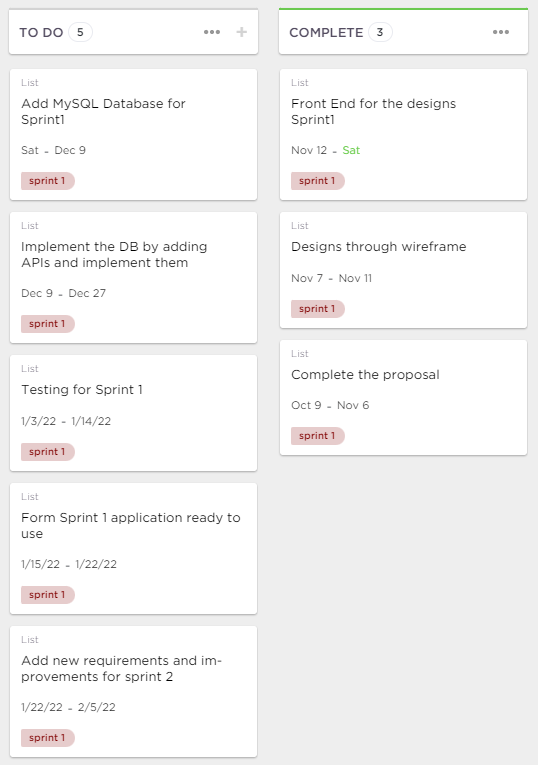 TO DO 5
List
Add MySQL Database for
Sprint1
Sat - Dec 9
sprint 1
List
Implement the DB by adding
APIs and implement them
Dec 9 - Dec 27
sprint 1
List
Testing for Sprint 1
1/3/22 - 1/14/22
sprint 1
List
Form Sprint 1 application ready to
use
1/15/22 - 1/22/22
sprint 1
List
Add new requirements and im-
provements for sprint 2
1/22/22 - 2/5/22
sprint 1
COMPLETE 3
List
Front End for the designs
Sprint1
Nov 12 - Sat
sprint 1
List
Designs through wireframe
Nov 7 - Nov 11
sprint 1
List
Complete the proposal
Oct 9 - Nov 6
sprint 1